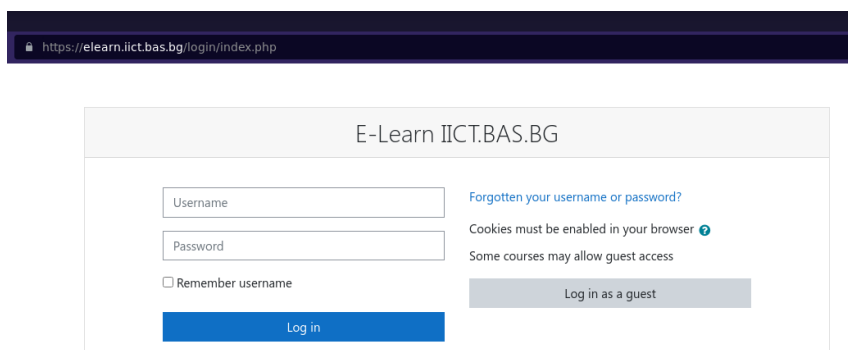 https://elearn.iict.bas.bg/login/index.php
E-Learn IICT.BAS.BG
Username
Password
Remember username
Log in
Forgotten your username or password?
Cookies must be enabled in your browser ?
Some courses may allow guest access
Log in as a guest